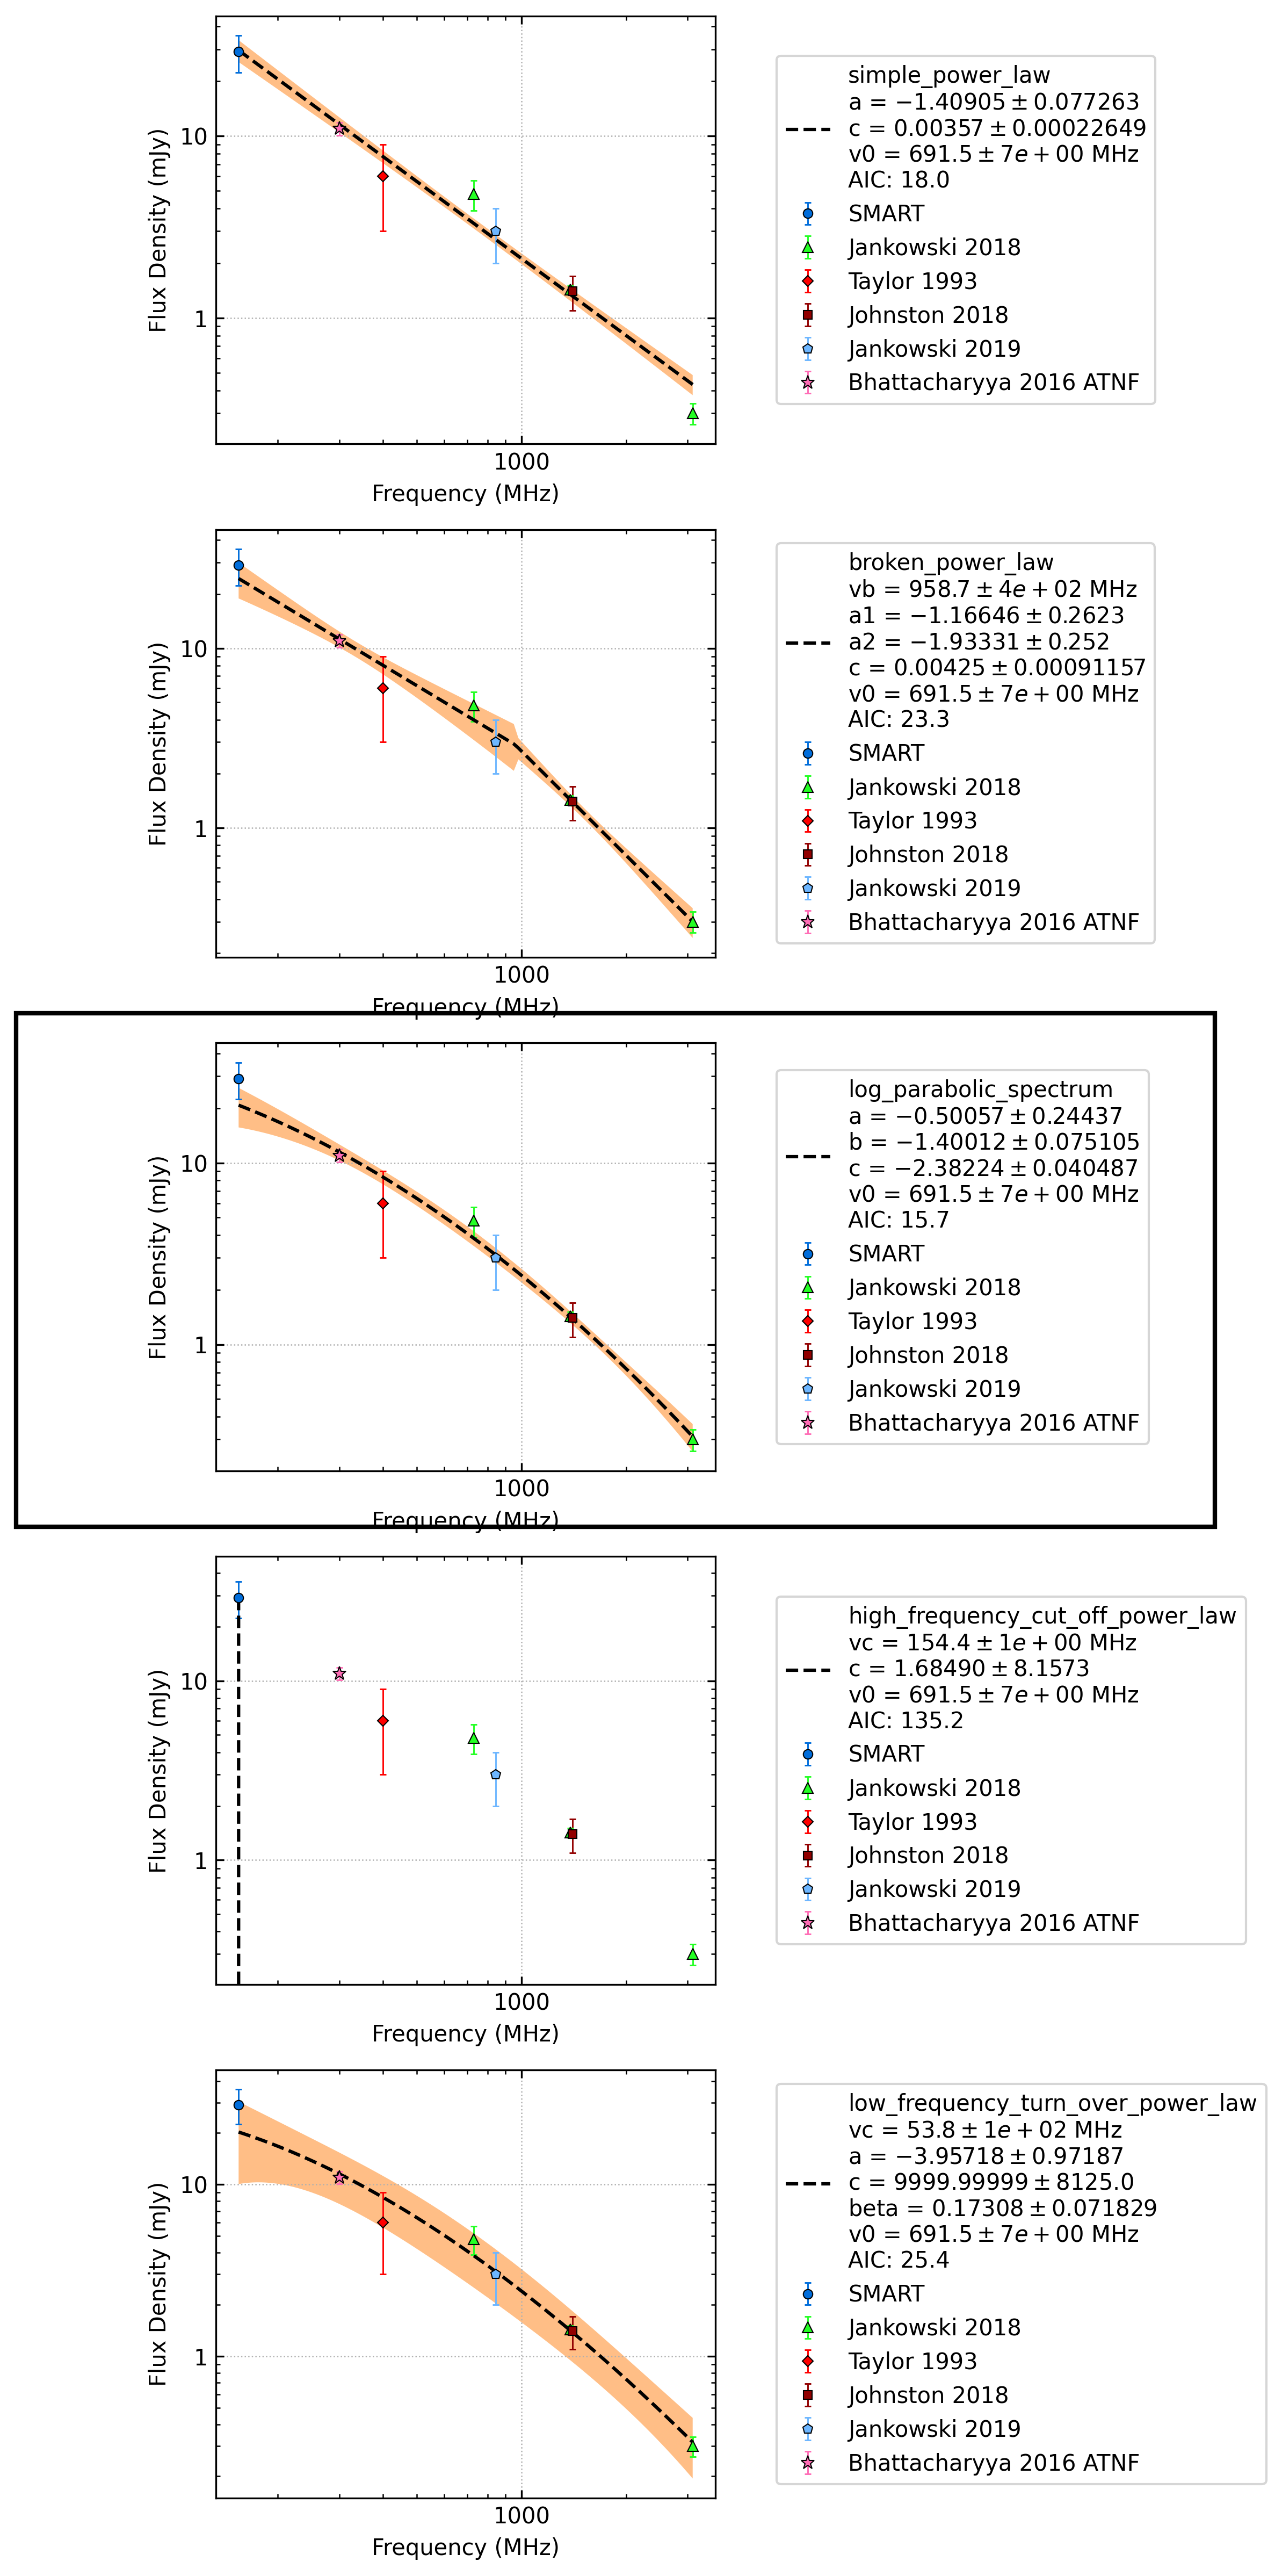 10
1
Flux Density (mJy)
1000
Frequency (MHz)
simple_power_law
a = −1.40905 ± 0.077263
c = 0.00357 ± 0.00022649
v0 = 691.5 ± 7e + 00 MHz
AIC: 18.0
SMART
Jankowski 2018
Taylor 1993
Johnston 2018
Jankowski 2019
Bhattacharyya 2016 ATNF
10
1
Flux Density (mJy)
1000
Frequency (MHz)
broken_power_law
vb = 958.7 ± 4e + 02 MHz
a1 = −1.16646 ± 0.2623
a2 = −1.93331 ± 0.252
c = 0.00425 ± 0.00091157
v0 = 691.5 ± 7e + 00 MHz
AIC: 23.3
SMART
Jankowski 2018
Taylor 1993
Johnston 2018
Jankowski 2019
Bhattacharyya 2016 ATNF
10
1
Flux Density (mJy)
1000
Frequency (MHz)
log_parabolic_spectrum
a = −0.50057 ± 0.24437
b = −1.40012 ± 0.075105
c = −2.38224 ± 0.040487
v0 = 691.5 ± 7e + 00 MHz
AIC: 15.7
SMART
Jankowski 2018
Taylor 1993
Johnston 2018
Jankowski 2019
Bhattacharyya 2016 ATNF
10
1
Flux Density (mJy)
1000
Frequency (MHz)
high_frequency_cut_off_power_law
vc = 154.4 ± 1e + 00 MHz
c = 1.68490 ± 8.1573
v0 = 691.5 ± 7e + 00 MHz
AIC: 135.2
SMART
Jankowski 2018
Taylor 1993
Johnston 2018
Jankowski 2019
Bhattacharyya 2016 ATNF
10
1
Flux Density (mJy)
1000
Frequency (MHz)
low_frequency_turn_over_power_law
vc = 53.8 ± 1e + 02 MHz
a = −3.95718 ± 0.97187
c = 9999.99999 ± 8125.0
beta = 0.17308 ± 0.071829
v0 = 691.5 ± 7e + 00 MHz
AIC: 25.4
SMART
Jankowski 2018
Taylor 1993
Johnston 2018
Jankowski 2019
Bhattacharyya 2016 ATNF